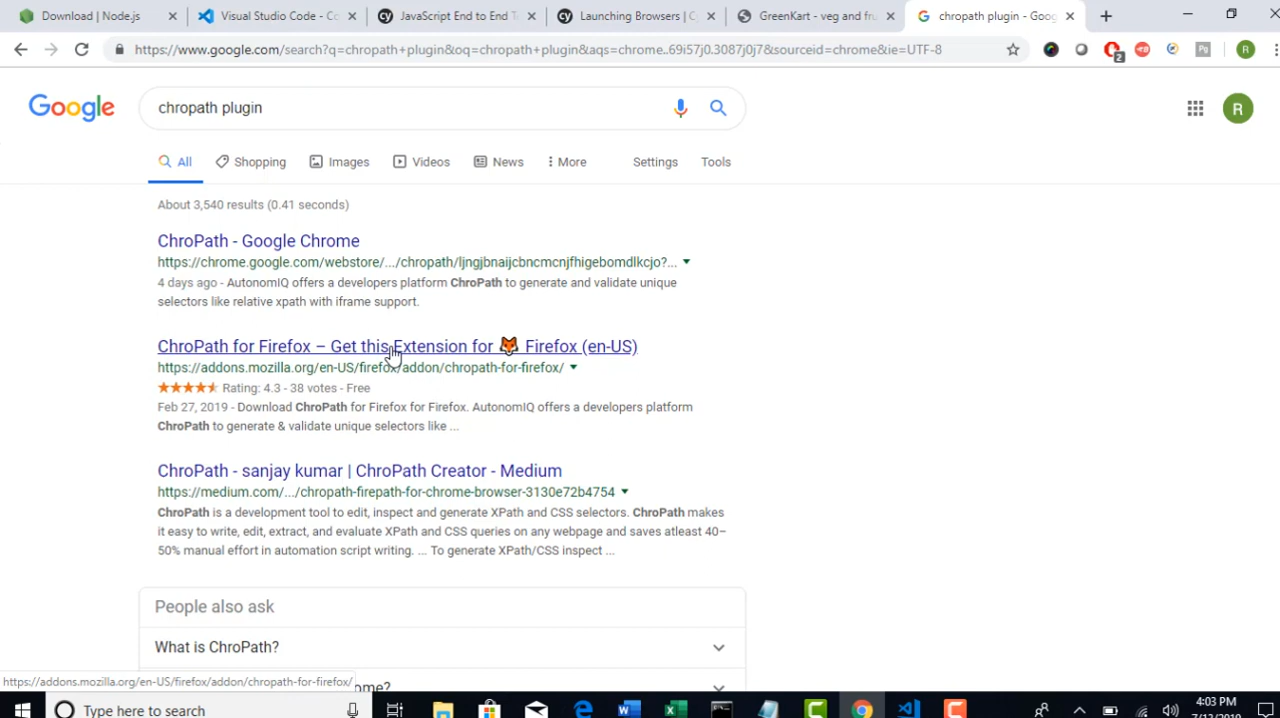 Download | Node.js
Visual Studio Code - Co
JavaScript End to End T
Launching Browsers | C
GreenKart - veg and fru
chropath plugin - Goog
https://www.google.com/search?q=chropath+plugin&oq=chropath+plugin&aqs=chrome..69i57j0.3087j0j7&sourceid=chrome&ie=UTF-8
2
R
Google
chropath plugin
R
All
Shopping
Images
Videos
News
More
Settings
Tools
About 3,540 results (0.41 seconds)
ChroPath - Google Chrome
https://chrome.google.com/webstore/.../chropath/ljngjbnaijcbncmcnjfhigebomdlkcjo?...
4 days ago - AutonomIQ offers a developers platform ChroPath to generate and validate unique
selectors like relative xpath with iframe support.
ChroPath for Firefox – Get this Extension for 🦊 Firefox (en-US)
https://addons.mozilla.org/en-US/firefox/addon/chropath-for-firefox/
Rating: 4.3 - 38 votes - Free
Feb 27, 2019 - Download ChroPath for Firefox for Firefox. AutonomIQ offers a developers platform
ChroPath to generate & validate unique selectors like ...
ChroPath - sanjay kumar | ChroPath Creator - Medium
https://medium.com/.../chropath-firepath-for-chrome-browser-3130e72b4754
ChroPath is a development tool to edit, inspect and generate XPath and CSS selectors. ChroPath makes
it easy to write, edit, extract, and evaluate XPath and CSS queries on any webpage and saves atleast 40–
50% manual effort in automation script writing. ... To generate XPath/CSS inspect ...
People also ask
What is ChroPath?
https://addons.mozilla.org/en-US/firefox/addon/chropath-for-firefox/
ome?
Type here to search
4:03 PM